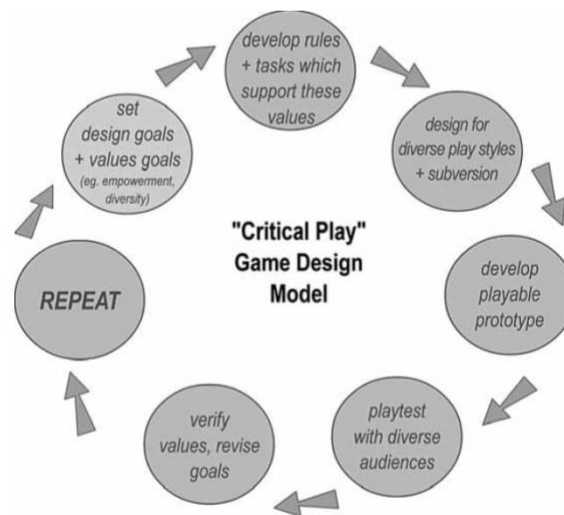 "Critical Play"
Game Design
Model
set
design goals
+ values goals
(eg. empowerment,
diversity)
develop rules
+ tasks which
support these
values
design for
diverse play styles
+ subversion
develop
playable
prototype
playtest
with diverse
audiences
verify
values, revise
goals
REPEAT